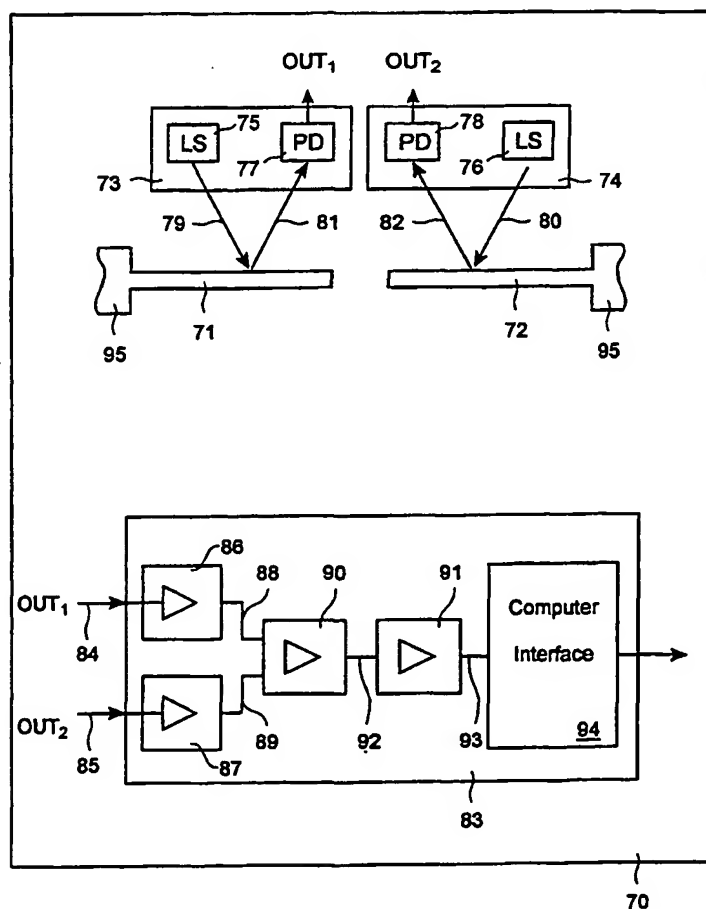 OUT1 OUT2
75 78
LS PD PD LS
77 76
73 74
79 81 82 80
71 72
95 95
86
88 90 91
OUT1
84
Computer
Interface
OUT2
85
89 92 93 94
87
83
70